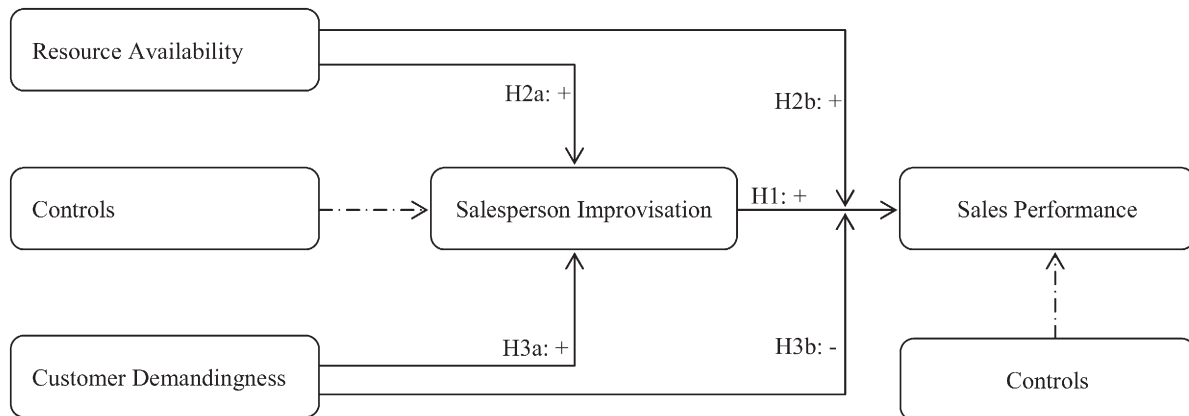 Resource Availability
H2a: +
H2b: +
Controls
Salesperson Improvisation
H1: +
Sales Performance
H3a: +
H3b: -
Customer Demandingness
Controls